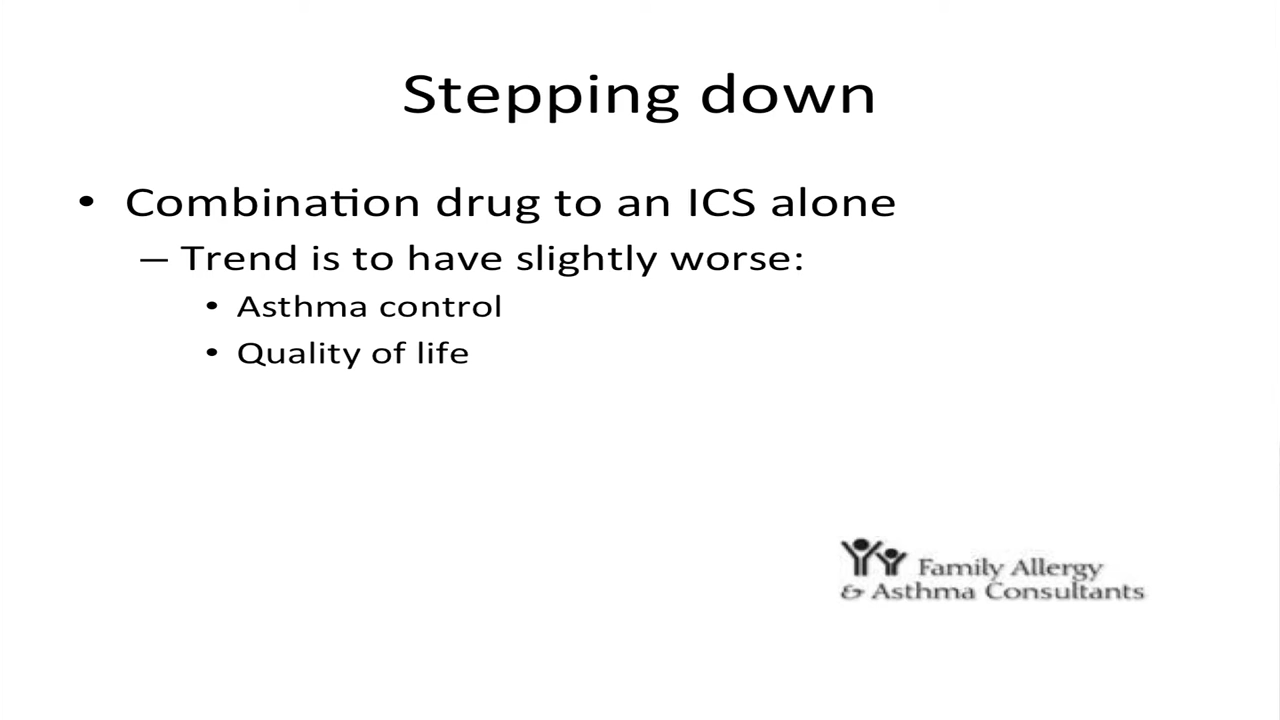 Stepping down
• Combination drug to an ICS alone
– Trend is to have slightly worse:
• Asthma control
• Quality of life
Family Allergy
& Asthma Consultants